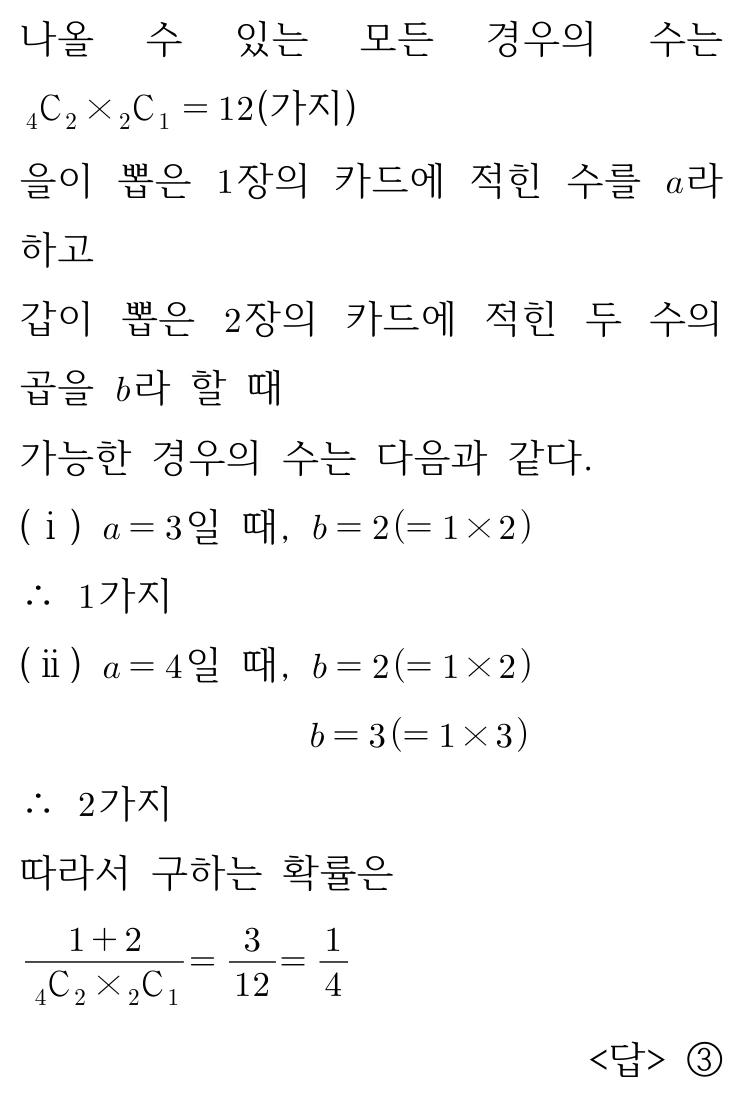 나올 수 있는 모든 경우의 수는
₄C₂×₂C₁=12(가지)
을이 뽑은 1장의 카드에 적힌 수를 a라
하고
갑이 뽑은 2장의 카드에 적힌 두 수의
곱을 b라 할 때
가능한 경우의 수는 다음과 같다.
(ⅰ) a=3일 때, b=2(=1×2)
∴ 1가지
(ⅱ) a=4일 때, b=2(=1×2)
b=3(=1×3)
∴ 2가지
따라서 구하는 확률은
(1+2)/(₄C₂×₂C₁)=3/12=1/4
<답> ③